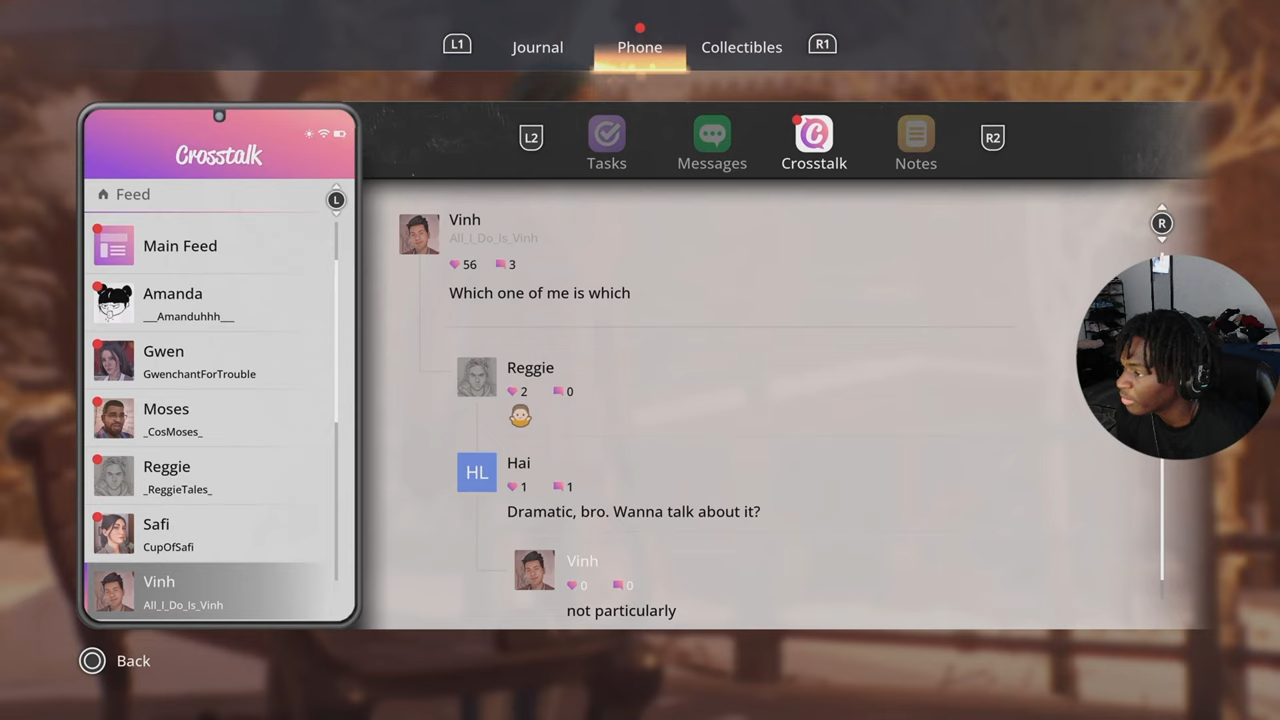 L1
Journal
Phone
Collectibles
R1
Crosstalk
Feed
L
Main Feed
Amanda
___Amanduhhh___
Gwen
GwenchantForTrouble
Moses
_CosMoses_
Reggie
_ReggieTales_
Safi
CupOfSafi
Vinh
All_I_Do_Is_Vinh
L2
Tasks
Messages
Crosstalk
Notes
R2
R
Vinh
All_I_Do_Is_Vinh
56 3
Which one of me is which
Reggie
2 0
HL
Hai
1 1
Dramatic, bro. Wanna talk about it?
Vinh
0 0
not particularly
Back